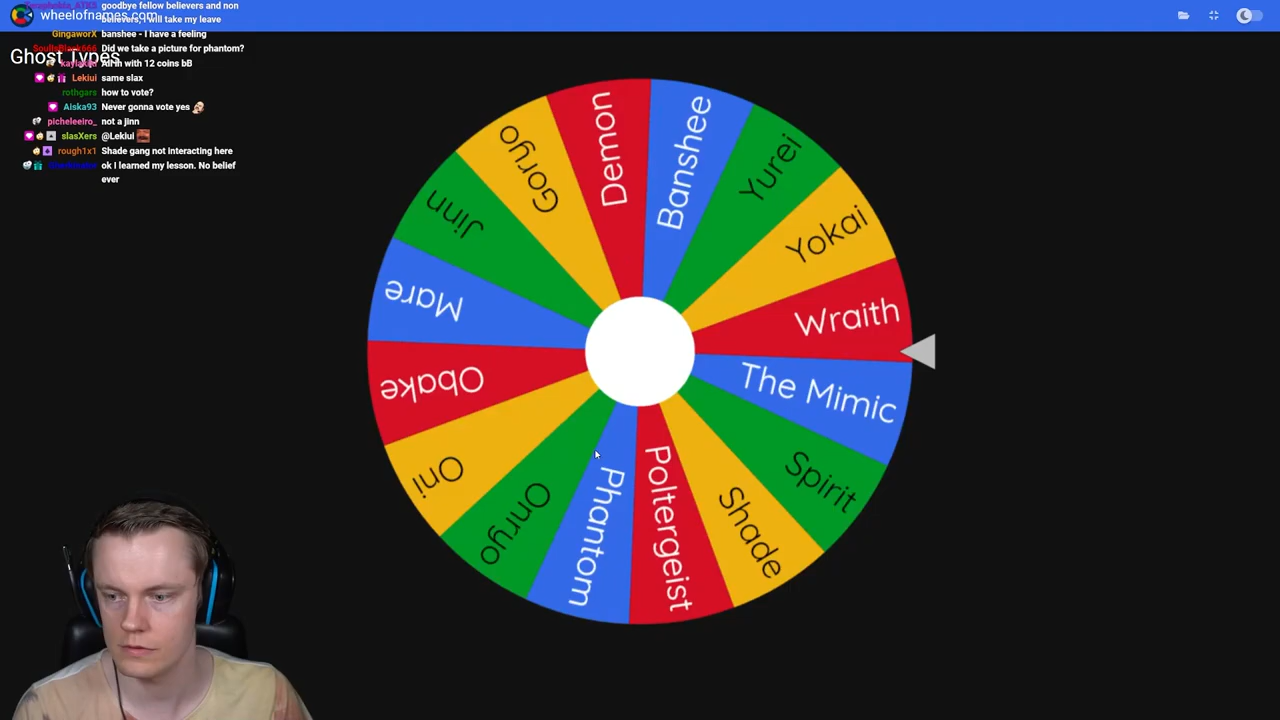 goodbye fellow believers and non
believers, I will take my leave
wheelofnames.com
GingaworX banshee - I have a feeling
Did we take a picture for phantom?
Ghost Types
All in with 12 coins bB
Lekiui same slax
rothgars how to vote?
Alska93 Never gonna vote yes
picheleeiro_ not a jinn
slasXers @Lekiui
rough1x1 Shade gang not interacting here
ok I learned my lesson. No belief
ever
Demon
Banshee
Yurei
Yokai
Wraith
The Mimic
Spirit
Shade
Poltergeist
Phantom
Onryo
Oni
Obake
Mare
Jinn
Goryo